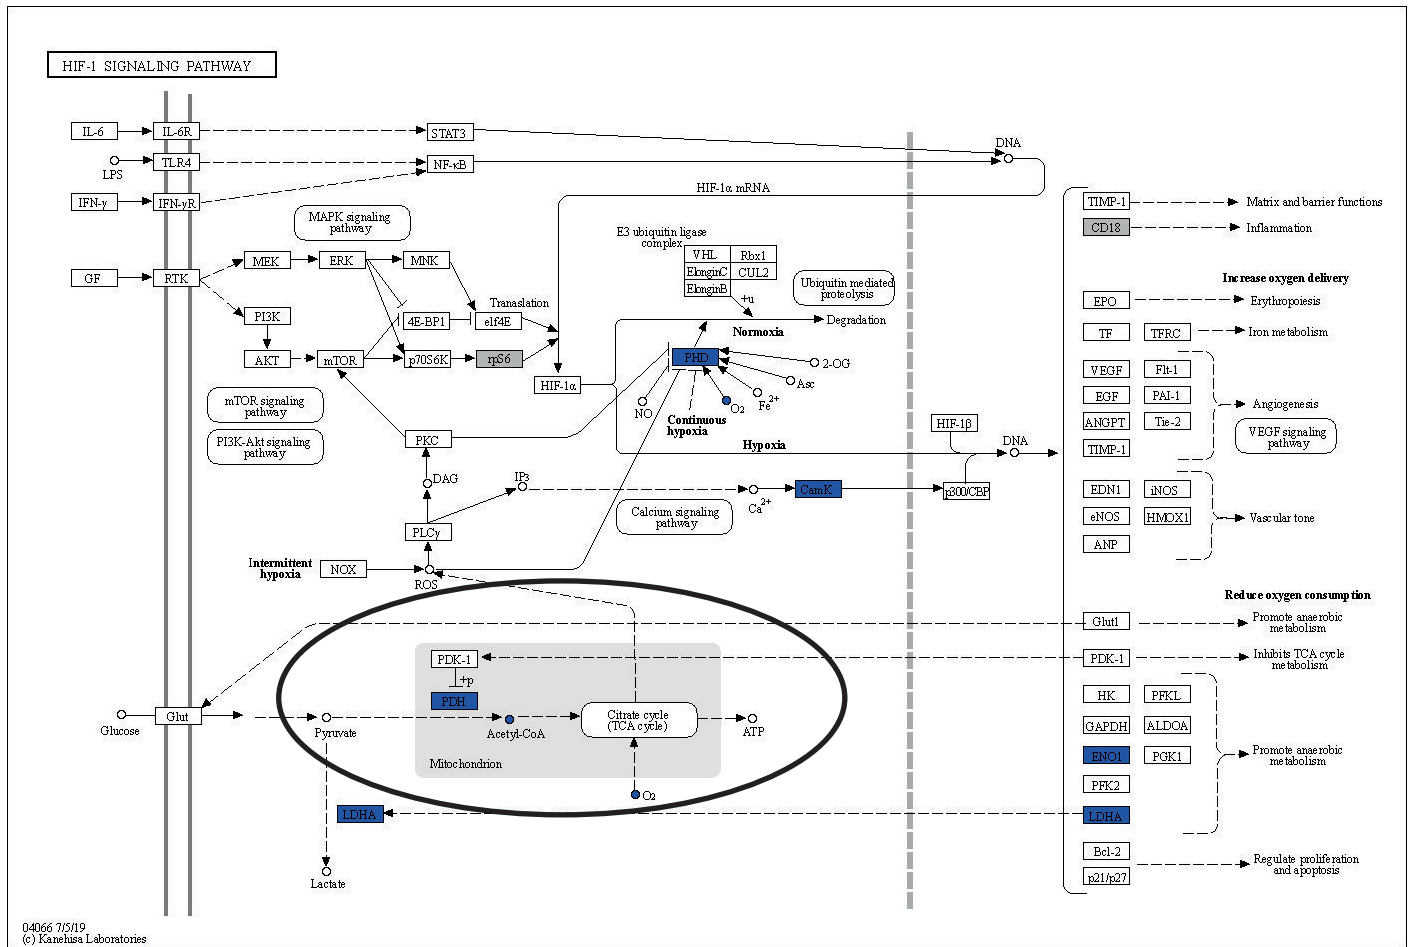 HIF-1 SIGNALING PATHWAY
IL-6
IL-6R
STAT3
DNA
LPS
TLR4
NF-κB
IFN-γ
IFN-γR
HIF-1α mRNA
MAPK signaling
pathway
GF
RTK
MEK
ERK
MNK
PI3K
4E-BP1
elf4E
Tranaslation
AKT
mTOR
p70S6K
rpS6
HIF-1α
mTOR signaling
pathway
PI3K-Akt signaling
pathway
E3 ubiquitin ligase
complex
VHL
Rbx1
ElonginC
CUL2
ElonginB
+u
Ubiquitin mediated
proteolysis
Degradation
Normoxia
PHD
2-OG
Asc
Fe2+
O2
NO
Continuous
hypoxia
Hypoxia
HIF-1β
DNA
p300/CBP
PKC
DAG
IP3
Ca2+
CamK
Calcium signaling
pathway
PLCγ
Intermittent
hypoxia
NOX
ROS
PDK-1
+p
PDH
Citrate cycle
(TCA cycle)
ATP
Acetyl-CoA
Mitochondrion
O2
Glucose
Glut
Pyruvate
LDHA
Lactate
TIMP-1
Matrix and barrier functions
CD18
Inflammation
Increase oxygen delivery
EPO
Erythropoiesis
TF
TFRC
Iron metabolism
VEGF
Flt-1
EGF
PAI-1
Angiogenesis
ANGPT
Tie-2
VEGF signaling
pathway
TIMP-1
EDN1
iNOS
eNOS
HMOX1
Vascular tone
ANP
Reduce oxygen consumption
Glut1
Promote anaerobic
metabolism
PDK-1
Inhibits TCA cycle
metabolism
HK
PFKL
GAPDH
ALDOA
ENO1
PGK1
Promote anaerobic
metabolism
PFK2
LDHA
Bcl-2
p21/p27
Regulate proliferation
and apoptosis
04066 7/5/19
(c) Kanehisa Laboratories